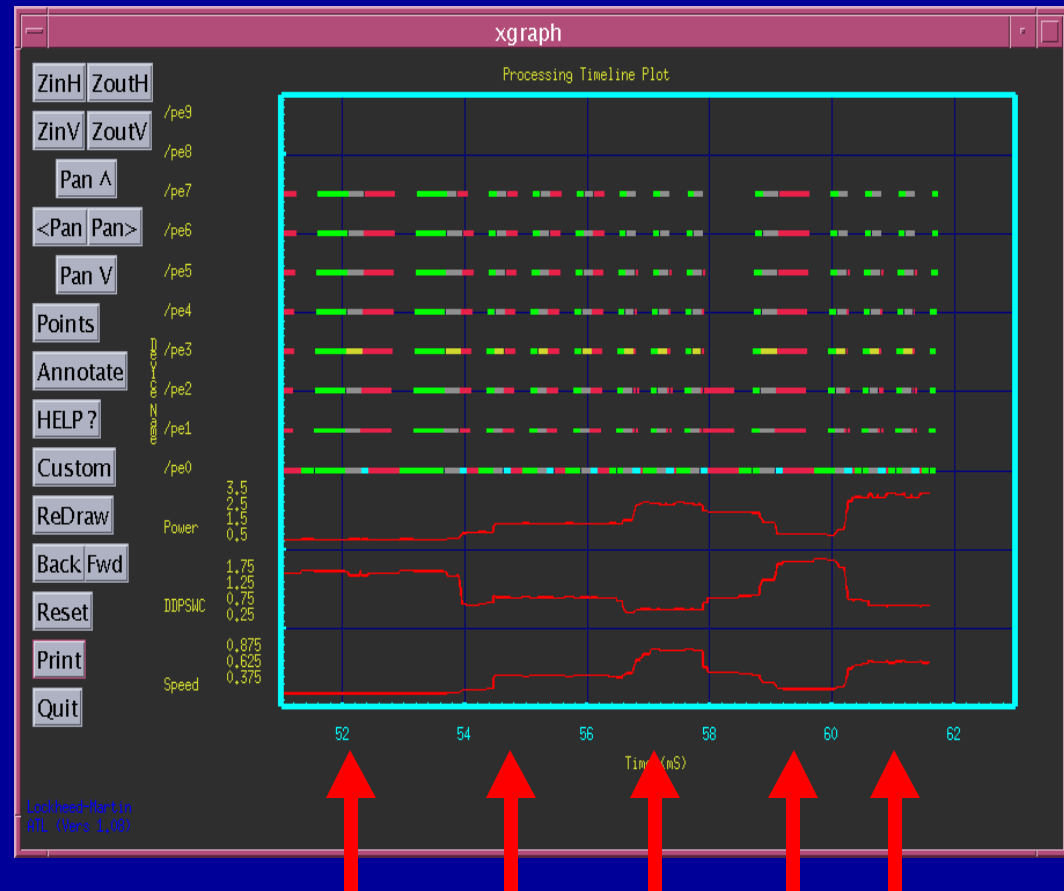 xgraph
Processing Timeline Plot
ZinH ZoutH
ZinV ZoutV
Pan ^
<Pan Pan>
Pan V
Points
Annotate
HELP ?
Custom
ReDraw
Back Fwd
Reset
Print
Quit
Device Name
/pe9
/pe8
/pe7
/pe6
/pe5
/pe4
/pe3
/pe2
/pe1
/pe0
Power
3.5
2.5
1.5
0.5
DDPSWC
1.75
1.25
0.75
0.25
Speed
0.875
0.625
0.375
52 54 56 58 60 62
Time (mS)
Lockheed-Martin
ATL (Vers 1.08)